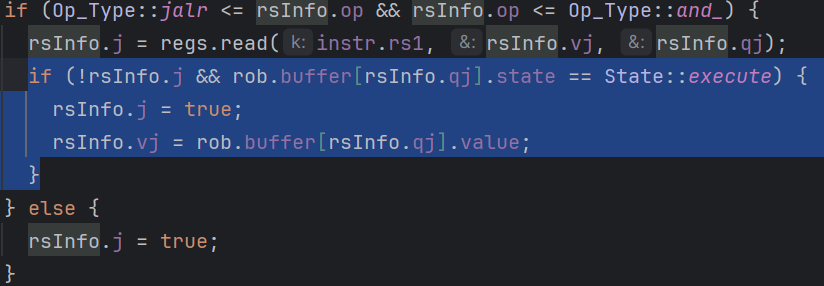 if (Op_Type::jalr <= rsInfo.op && rsInfo.op <= Op_Type::and_) {
rsInfo.j = regs.read( k: instr.rs1, &: rsInfo.vj, &: rsInfo.qj);
if (!rsInfo.j && rob.buffer[rsInfo.qj].state == State::execute) {
rsInfo.j = true;
rsInfo.vj = rob.buffer[rsInfo.qj].value;
}
} else {
rsInfo.j = true;
}